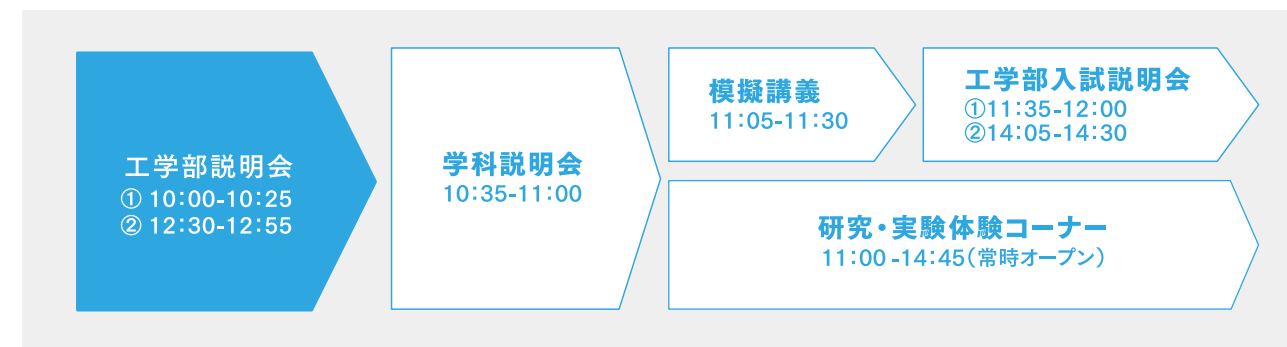 工学部説明会
① 10：00-10：25
② 12：30-12：55
学科説明会
10：35-11：00
模擬講義
11：05-11：30
工学部入試説明会
①11：35-12：00
②14：05-14：30
研究・実験体験コーナー
11：00 -14：45（常時オープン）